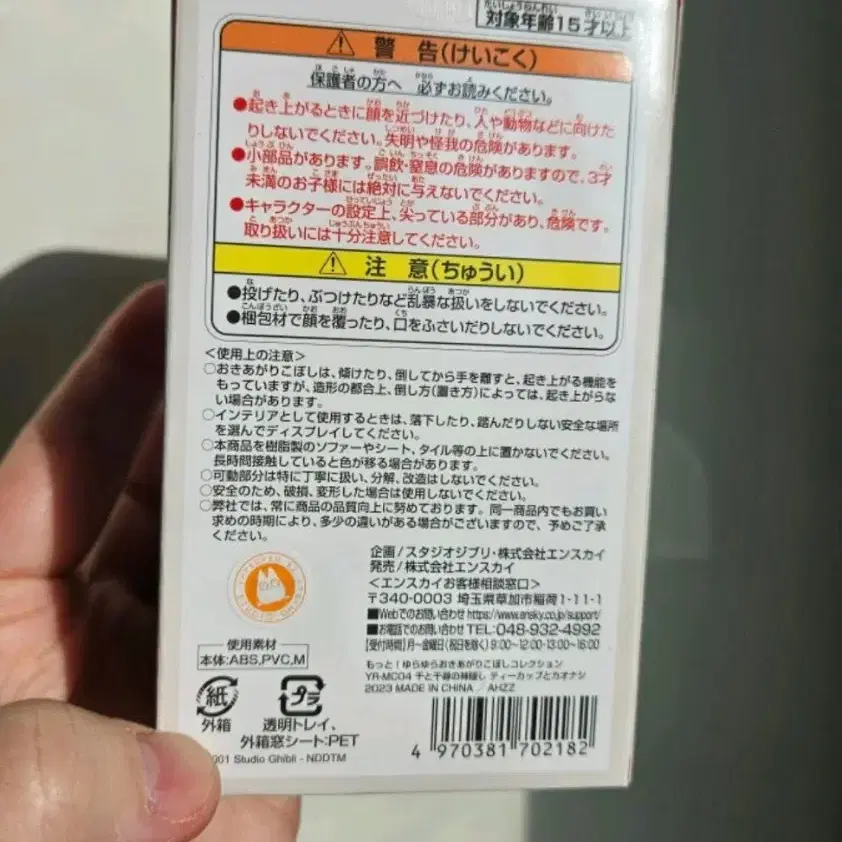 対象年齢15才以上
警告(けいこく)
保護者の方へ 必ずお読みください。
●起き上がるときに顔を近づけたり、人や動物などに向けた
りしないでください。失明や怪我の危険があります。
●小部品があります。誤飲・窒息の危険がありますので、3才
未満のお子様には絶対に与えないでください。
●キャラクターの設定上、尖っている部分があり、危険です。
取り扱いには十分注意してください。
注意(ちゅうい)
●投げたり、ぶつけたりなど乱暴な扱いをしないでください。
●梱包材で顔を覆ったり、口をふさいだりしないでください。
<使用上の注意>
○おきあがりこぼしは、傾けたり、倒してから手を離すと、起き上がる機能を
もっていますが、造形の都合上、倒し方(置き方)によっては、起き上がらな
い場合があります。
○インテリアとして使用するときは、落下したり、踏んだりしない安全な場所
を選んでディスプレイしてください。
○本商品を樹脂製のソファーやシート、タイル等の上に置かないでください。
長時間接触していると色が移る場合があります。
○可動部分は特に丁寧に扱い、分解、改造はしないでください。
○安全のため、破損、変形した場合は使用しないでください。
○弊社では、常に商品の品質向上に努めております。同一商品内でもお買い
求めの時期により、多少の違いがある場合がございますので、予めご了承
ください。
企画/スタジオジブリ・株式会社エンスカイ
発売/株式会社エンスカイ
<エンスカイお客様相談窓口>
〒340-0003 埼玉県草加市稲荷1-11-1
■Webでのお問い合わせ https://www.ensky.co.jp/support/
■お電話でのお問い合わせ TEL:048-932-4992
【受付時間】月~金曜日(祝日を除く)9:00~12:00・13:00~16:00
もっと!ゆらゆらおきあがりこぼしコレクション
YR-MC04 千と千尋の神隠し ティーカップとカオナシ
2023 MADE IN CHINA / AHZZ
使用素材
本体:ABS,PVC,M
紙
外箱
プラ
透明トレイ、
外箱窓シート:PET
001 Studio Ghibli - NDDTM
4 970381 702182